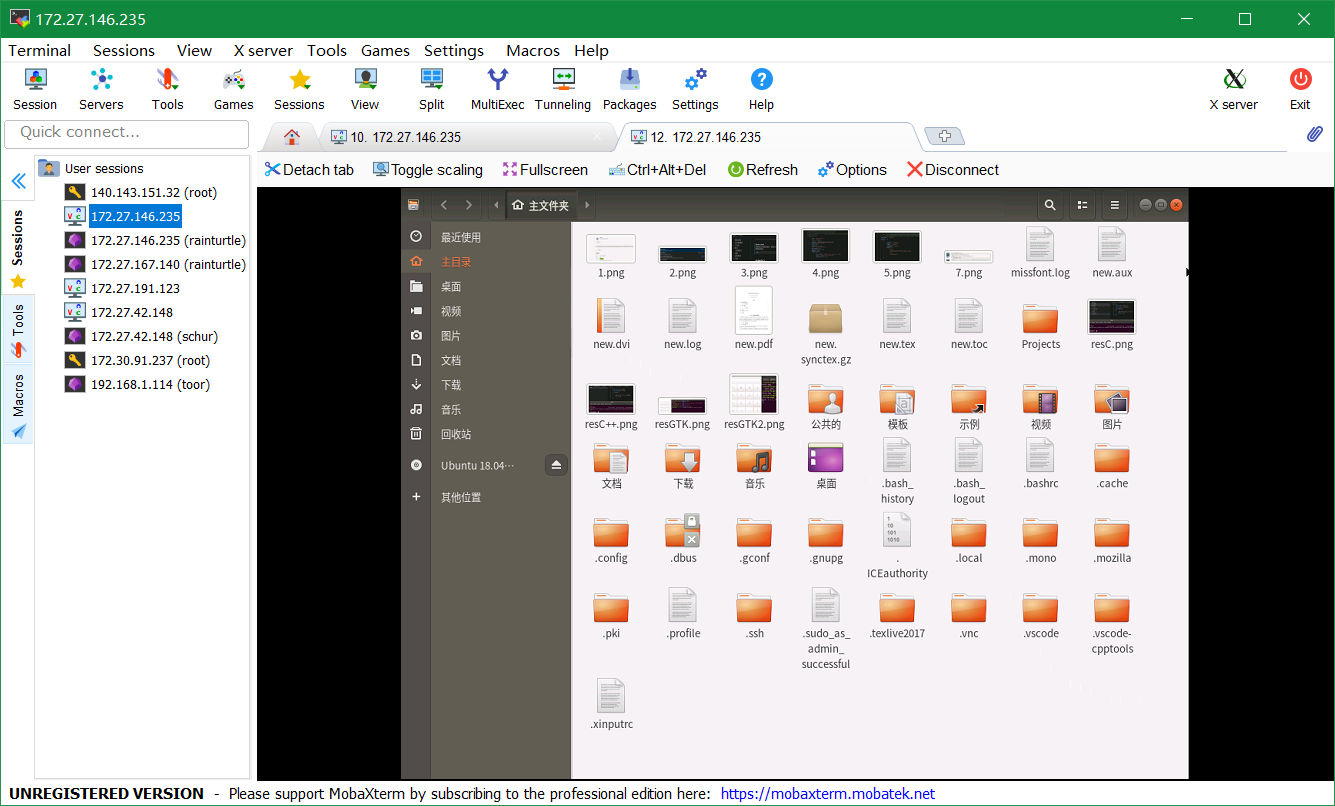 172.27.146.235
Terminal Sessions View X server Tools Games Settings Macros Help
Session Servers Tools Games Sessions View Split MultiExec Tunneling Packages Settings Help X server Exit
Quick connect...
10. 172.27.146.235
12. 172.27.146.235
Detach tab Toggle scaling Fullscreen Ctrl+Alt+Del Refresh Options Disconnect
Sessions
Tools
Macros
User sessions
140.143.151.32 (root)
172.27.146.235
172.27.146.235 (rainturtle)
172.27.167.140 (rainturtle)
172.27.191.123
172.27.42.148
172.27.42.148 (schur)
172.30.91.237 (root)
192.168.1.114 (toor)
主文件夹
最近使用
主目录
桌面
视频
图片
文档
下载
音乐
回收站
Ubuntu 18.04…
其他位置
1.png 2.png 3.png 4.png 5.png 7.png missfont.log new.aux
new.dvi new.log new.pdf new.synctex.gz new.tex new.toc Projects resC.png
resC++.png resGTK.png resGTK2.png 公共的 模板 示例 视频 图片
文档 下载 音乐 桌面 .bash_history .bash_logout .bashrc .cache
.config .dbus .gconf .gnupg .ICEauthority .local .mono .mozilla
.pki .profile .ssh .sudo_as_admin_successful .texlive2017 .vnc .vscode .vscode-cpptools
.xinputrc
UNREGISTERED VERSION - Please support MobaXterm by subscribing to the professional edition here: https://mobaxterm.mobatek.net